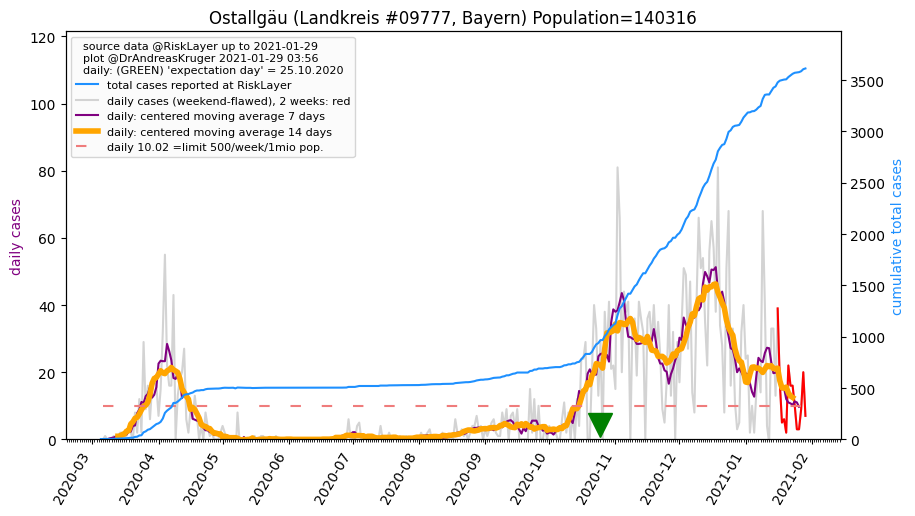 Ostallgäu (Landkreis #09777, Bayern) Population=140316
source data @RiskLayer up to 2021-01-29
plot @DrAndreasKruger 2021-01-29 03:56
daily: (GREEN) 'expectation day' = 25.10.2020
total cases reported at RiskLayer
daily cases (weekend-flawed), 2 weeks: red
daily: centered moving average 7 days
daily: centered moving average 14 days
daily 10.02 =limit 500/week/1mio pop.
daily cases
120
100
80
60
40
20
0
cumulative total cases
3500
3000
2500
2000
1500
1000
500
0
2020-03
2020-04
2020-05
2020-06
2020-07
2020-08
2020-09
2020-10
2020-11
2020-12
2021-01
2021-02